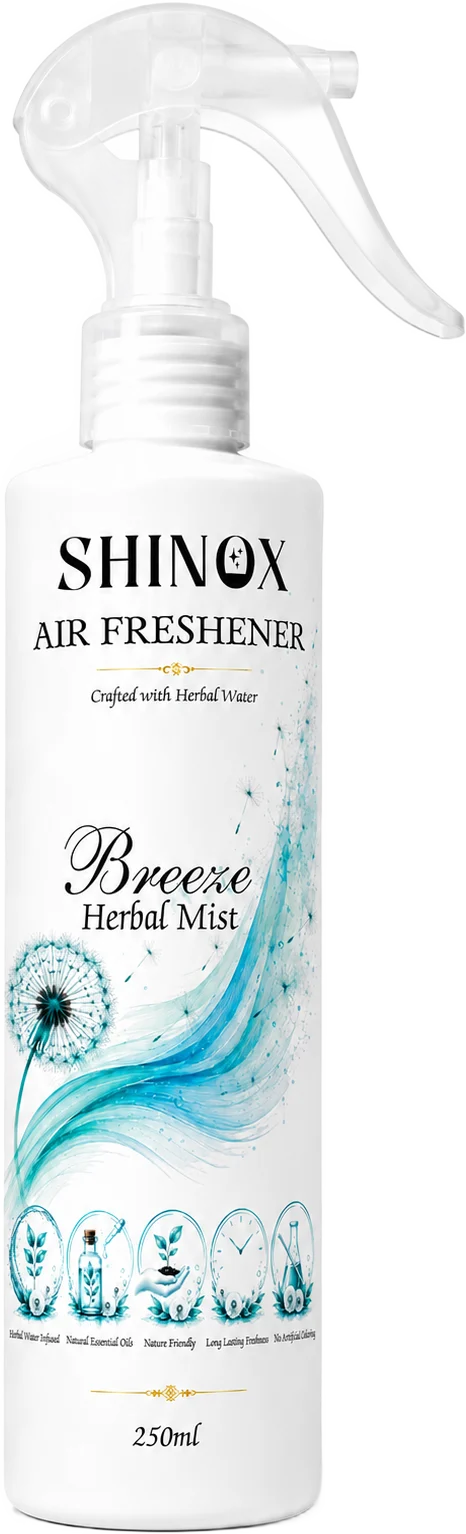 SHINOX
AIR FRESHENER
Crafted with Herbal Water
Breeze
Herbal Mist
Herbal Water Infused Natural Essential Oils Nature Friendly Long Lasting Freshness No Artificial Coloring
250ml